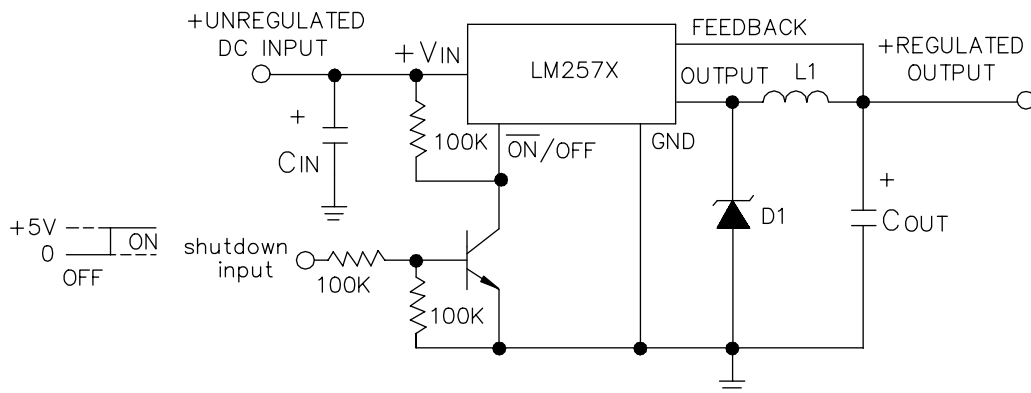 +UNREGULATED
DC INPUT
+VIN
LM257X
FEEDBACK
OUTPUT
L1
+REGULATED
OUTPUT
+
CIN
100K
ON/OFF
GND
D1
+
COUT
+5V
0
ON
OFF
shutdown
input
100K
100K